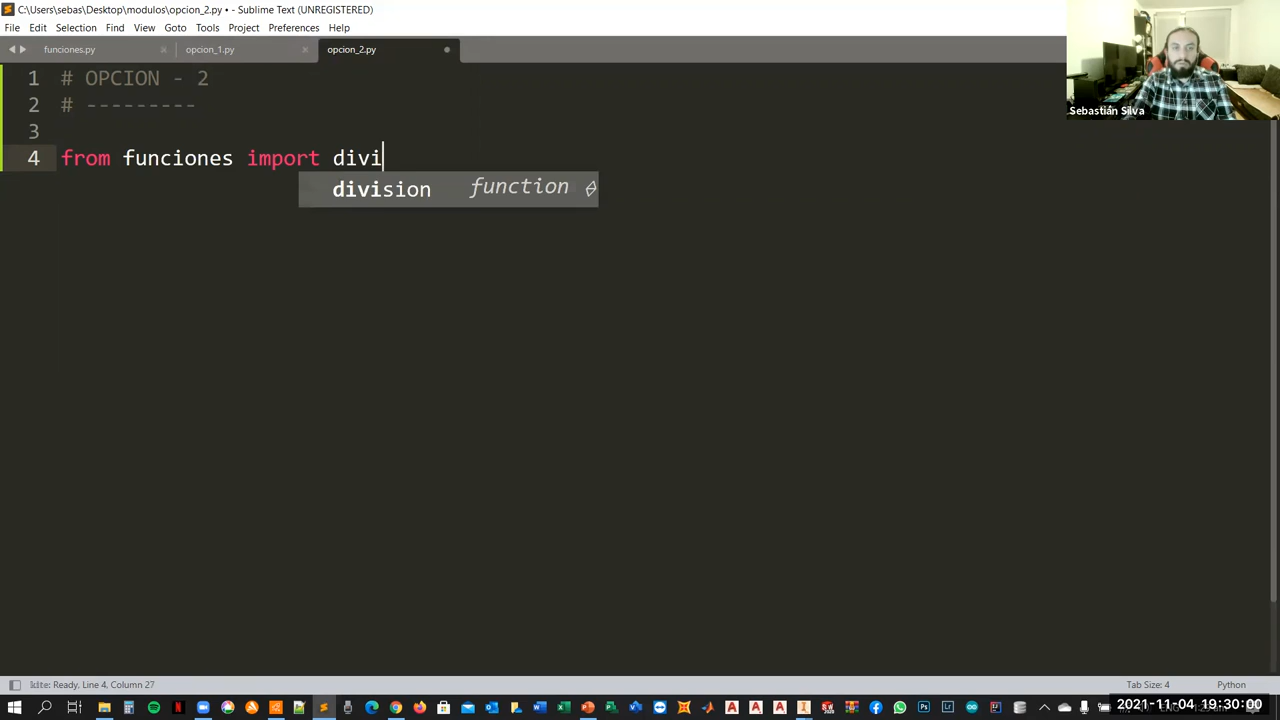 C:\Users\sebas\Desktop\modulos\opcion_2.py • - Sublime Text (UNREGISTERED)
File Edit Selection Find View Goto Tools Project Preferences Help
funciones.py opcion_1.py opcion_2.py
1 # OPCION - 2
2 # ---------
3
4 from funciones import divi
division function
Sebastián Silva
Ready, Line 4, Column 27 Tab Size: 4 Python
2021-11-04 19:30:00